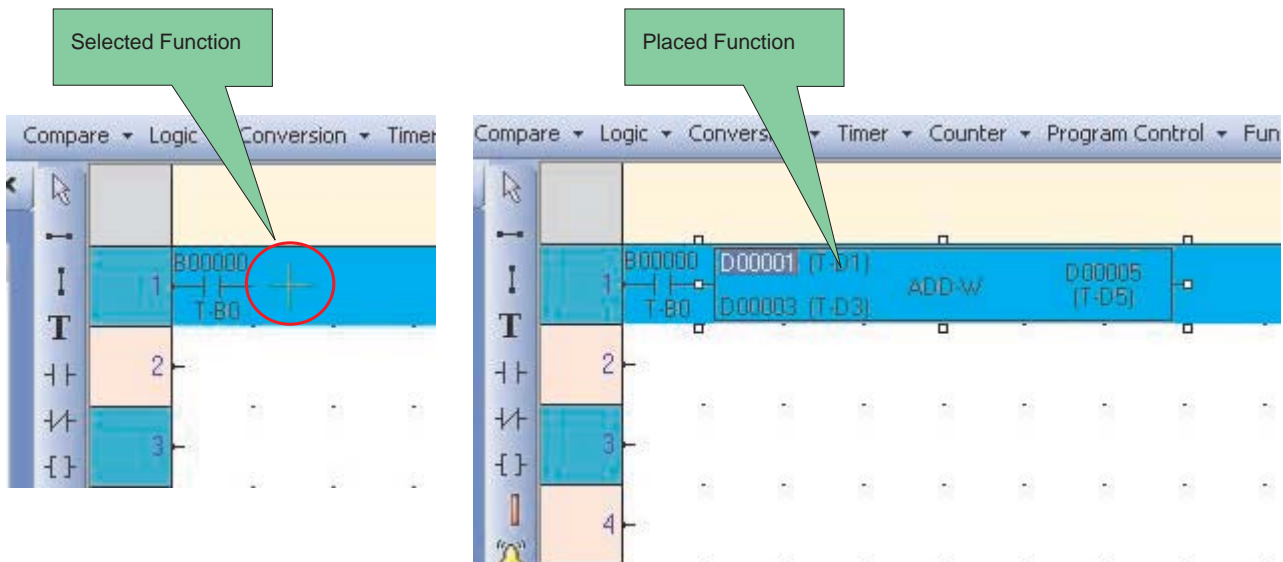 Selected Function
Placed Function
Compare Logic Conversion Timer
B00000
1
T-B0
T
2
3
Compare Logic Timer Counter Program Control Fun
B00000 D00001 (T-D1) D00005
1 ADD-W
T-B0 D00003 (T-D3) (T-D5)
T
2
3
4